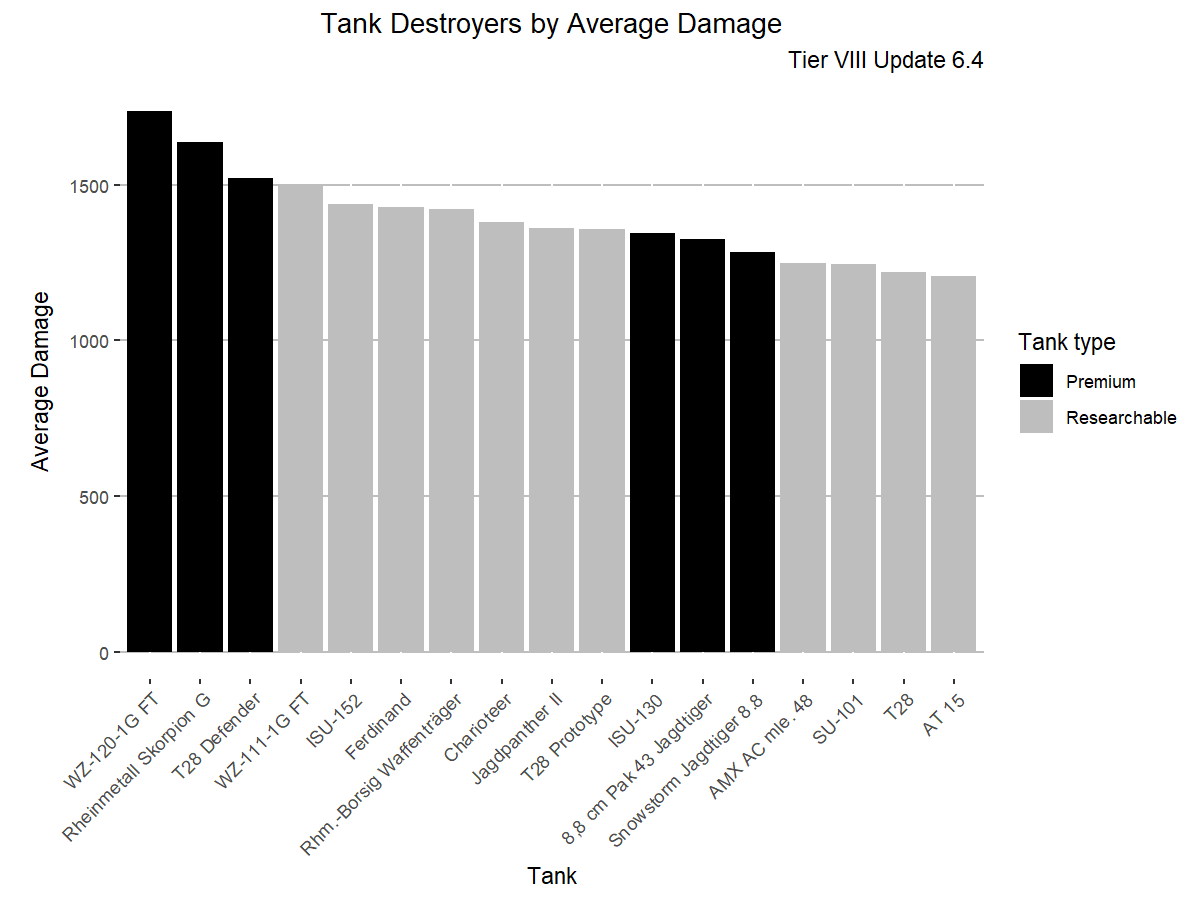 Tank Destroyers by Average Damage
Tier VIII Update 6.4
Average Damage
1500
1000
500
0
WZ-120-1G FT
Rheinmetall Skorpion G
T28 Defender
WZ-111-1G FT
ISU-152
Ferdinand
Rhm.-Borsig Waffenträger
Charioteer
Jagdpanther II
T28 Prototype
ISU-130
8,8 cm Pak 43 Jagdtiger
Snowstorm Jagdtiger 8.8
AMX AC mle. 48
SU-101
T28
AT 15
Tank
Tank type
Premium
Researchable